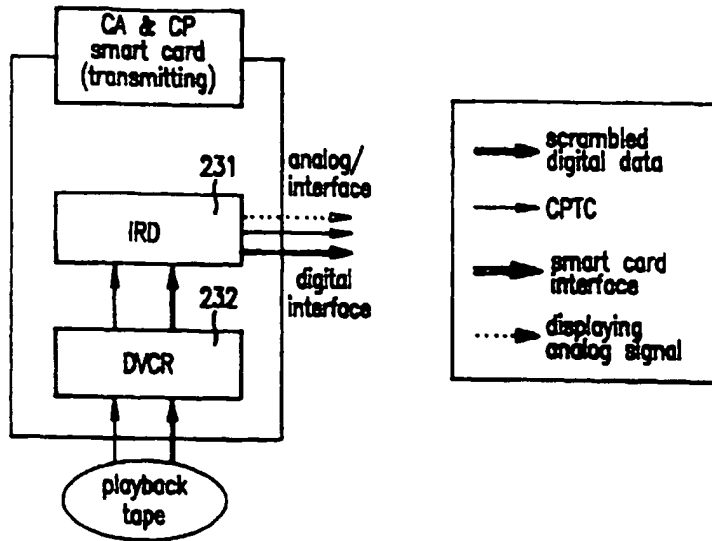 CA & CP
smart card
(transmitting)
231
IRD
analog/
interface
digital
interface
232
DVCR
playback
tape
scrambled
digital data
CPTC
smart card
interface
displaying
analog signal